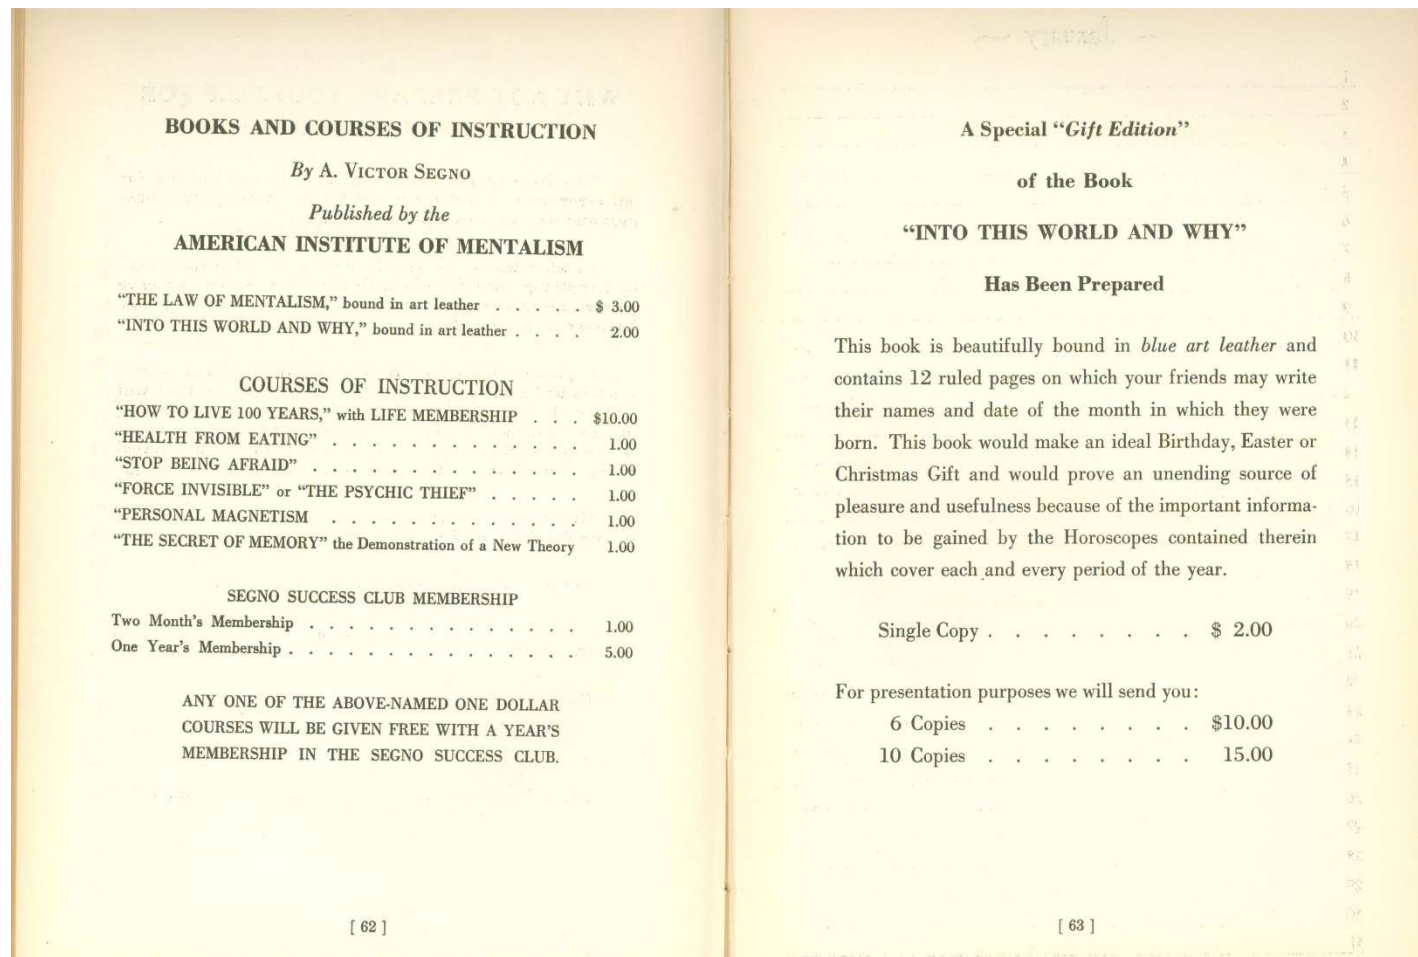 BOOKS AND COURSES OF INSTRUCTION
By A. VICTOR SEGNO
Published by the
AMERICAN INSTITUTE OF MENTALISM
“THE LAW OF MENTALISM,” bound in art leather . . . . . $ 3.00
“INTO THIS WORLD AND WHY,” bound in art leather . . . . 2.00
COURSES OF INSTRUCTION
“HOW TO LIVE 100 YEARS,” with LIFE MEMBERSHIP . . . $10.00
“HEALTH FROM EATING” . . . . . . . . . . . . . 1.00
“STOP BEING AFRAID” . . . . . . . . . . . . . . 1.00
“FORCE INVISIBLE” or “THE PSYCHIC THIEF” . . . . . 1.00
“PERSONAL MAGNETISM . . . . . . . . . . . . . 1.00
“THE SECRET OF MEMORY” the Demonstration of a New Theory 1.00
SEGNO SUCCESS CLUB MEMBERSHIP
Two Month’s Membership . . . . . . . . . . . . . . 1.00
One Year’s Membership . . . . . . . . . . . . . . . 5.00
ANY ONE OF THE ABOVE-NAMED ONE DOLLAR
COURSES WILL BE GIVEN FREE WITH A YEAR’S
MEMBERSHIP IN THE SEGNO SUCCESS CLUB.
[ 62 ]
A Special “Gift Edition”
of the Book
“INTO THIS WORLD AND WHY”
Has Been Prepared
This book is beautifully bound in blue art leather and
contains 12 ruled pages on which your friends may write
their names and date of the month in which they were
born. This book would make an ideal Birthday, Easter or
Christmas Gift and would prove an unending source of
pleasure and usefulness because of the important informa-
tion to be gained by the Horoscopes contained therein
which cover each and every period of the year.
Single Copy . . . . . . . . $ 2.00
For presentation purposes we will send you:
6 Copies . . . . . . . . $10.00
10 Copies . . . . . . . . 15.00
[ 63 ]